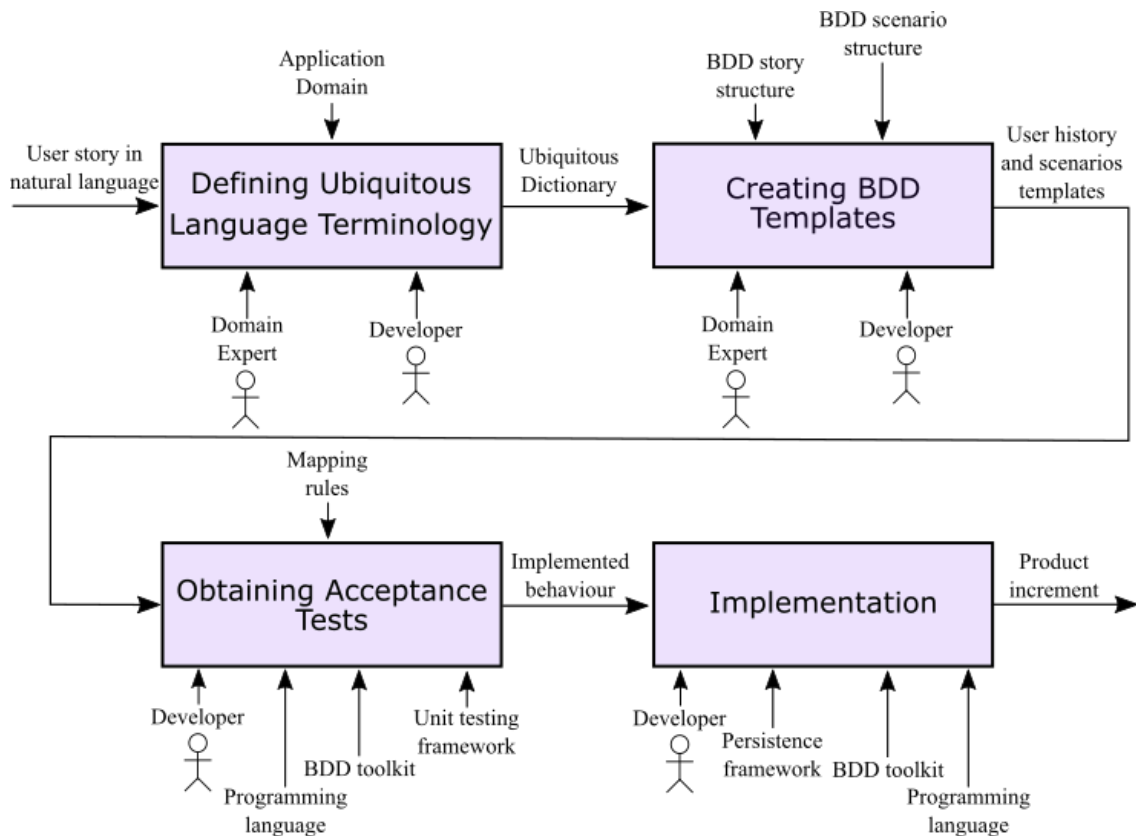 BDD scenario
structure
Application
Domain
BDD story
structure
User story in
natural language
Defining Ubiquitous
Language Terminology
Ubiquitous
Dictionary
Creating BDD
Templates
User history
and scenarios
templates
Domain
Expert
Developer
Domain
Expert
Developer
Mapping
rules
Obtaining Acceptance
Tests
Implemented
behaviour
Implementation
Product
increment
Developer
Programming
language
BDD toolkit
Unit testing
framework
Developer
Persistence
framework
BDD toolkit
Programming
language